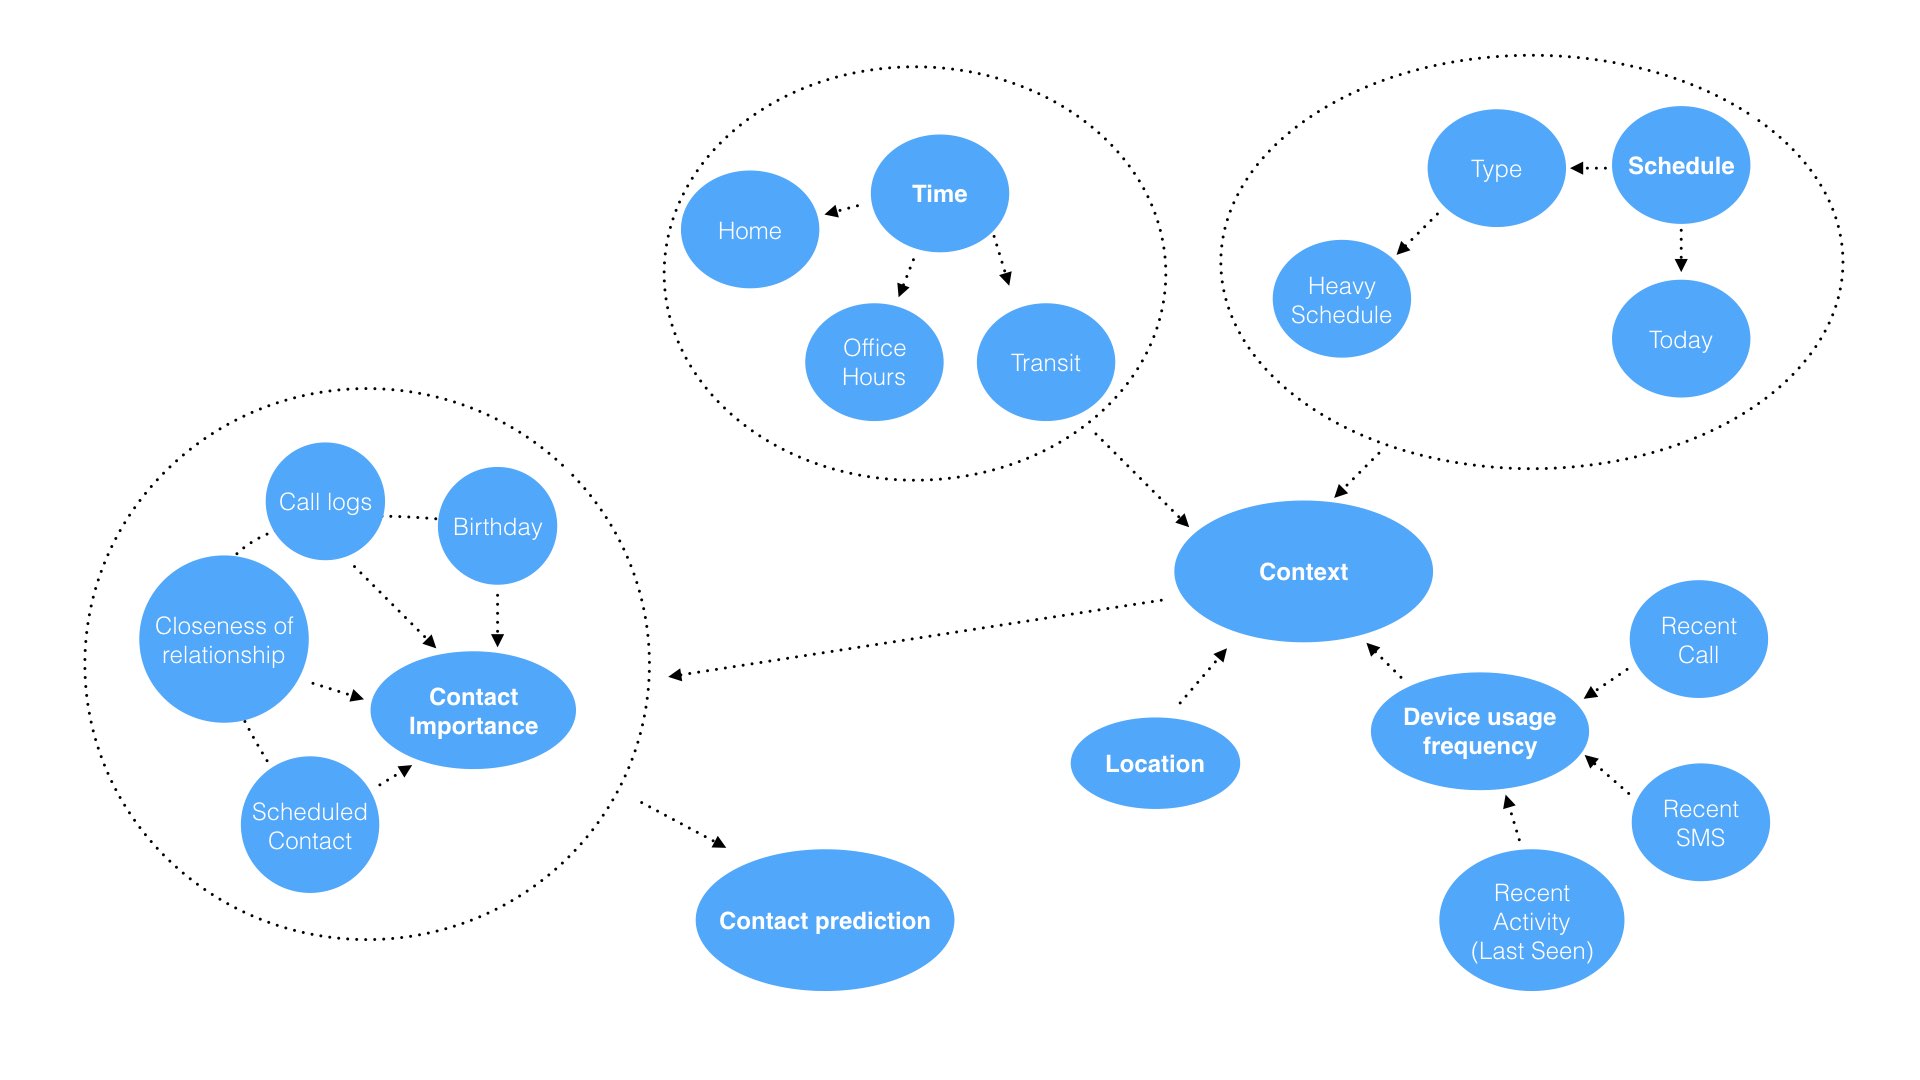 Time
Home
Office
Hours
Transit
Schedule
Type
Heavy
Schedule
Today
Call logs
Birthday
Closeness of
relationship
Contact
Importance
Scheduled
Contact
Context
Location
Device usage
frequency
Recent
Call
Recent
SMS
Recent
Activity
(Last Seen)
Contact prediction